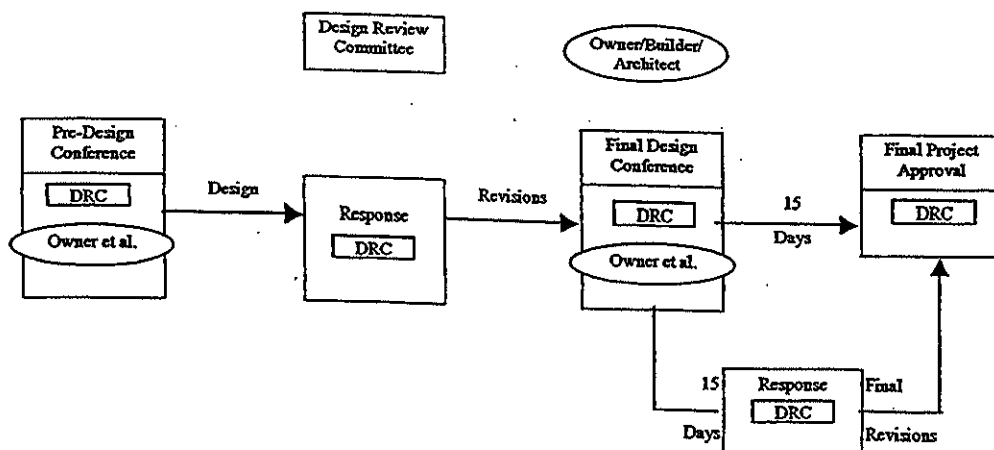 Design Review
Committee
Owner/Builder/
Architect
Pre-Design
Conference
DRC
Owner et al.
Design
Response
DRC
Revisions
Final Design
Conference
DRC
Owner et al.
15
Days
Final Project
Approval
DRC
15
Days
Response
DRC
Final
Revisions